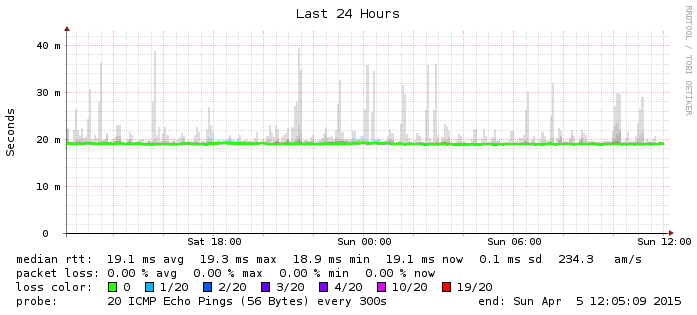 Last 24 Hours
RRDTOOL / TOBI OETIKER
Seconds
40 m
30 m
20 m
10 m
0
Sat 18:00 Sun 00:00 Sun 06:00 Sun 12:00
median rtt: 19.1 ms avg 19.3 ms max 18.9 ms min 19.1 ms now 0.1 ms sd 234.3 am/s
packet loss: 0.00 % avg 0.00 % max 0.00 % min 0.00 % now
loss color: 0 1/20 2/20 3/20 4/20 10/20 19/20
probe: 20 ICMP Echo Pings (56 Bytes) every 300s end: Sun Apr 5 12:05:09 2015